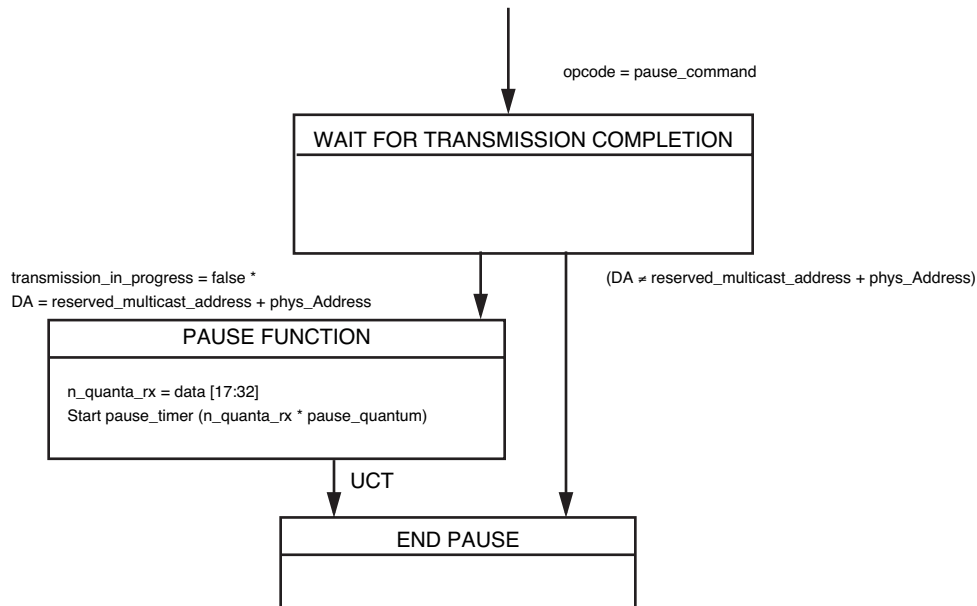 opcode = pause_command
WAIT FOR TRANSMISSION COMPLETION
transmission_in_progress = false *
DA = reserved_multicast_address + phys_Address
(DA ≠ reserved_multicast_address + phys_Address)
PAUSE FUNCTION
n_quanta_rx = data [17:32]
Start pause_timer (n_quanta_rx * pause_quantum)
UCT
END PAUSE